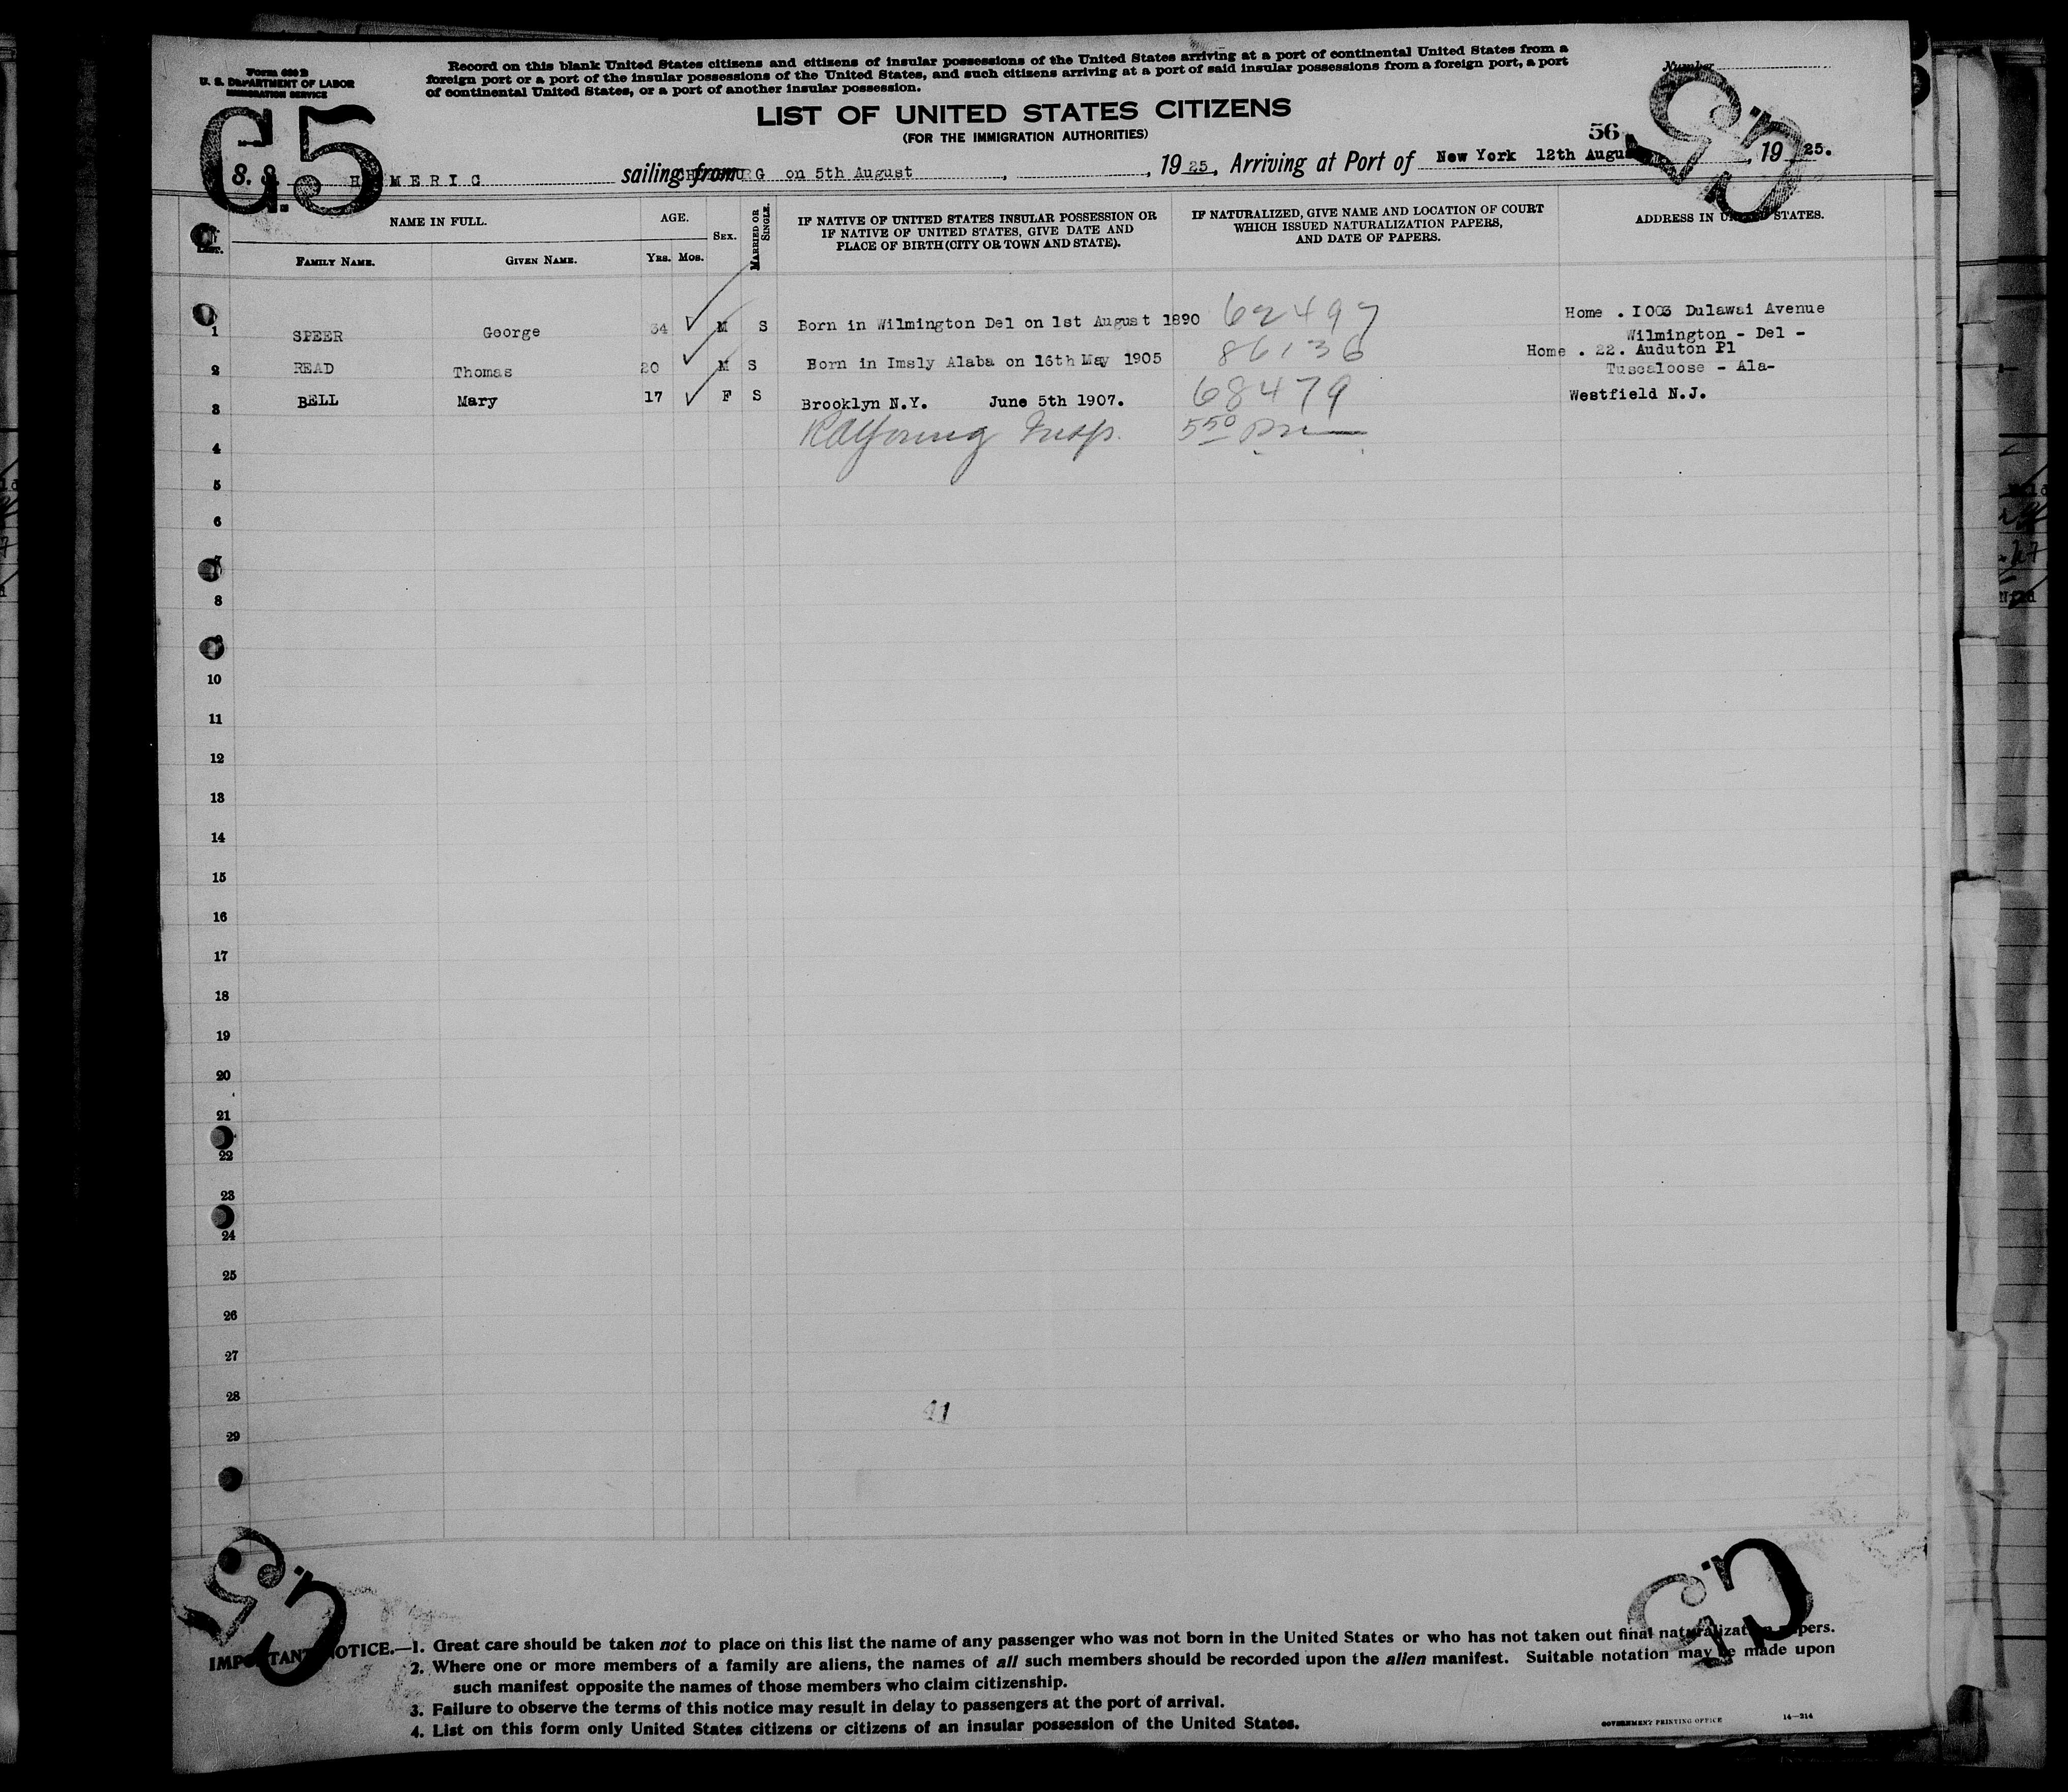 Form 630 B
U. S. DEPARTMENT OF LABOR
IMMIGRATION SERVICE
Record on this blank United States citizens and citizens of insular possessions of the United States arriving at a port of continental United States from a
foreign port or a port of the insular possessions of the United States, and such citizens arriving at a port of said insular possessions from a foreign port, a port
of continental United States, or a port of another insular possession.
Number
LIST OF UNITED STATES CITIZENS
(FOR THE IMMIGRATION AUTHORITIES)
G.5
G.5
56
S. S. HOMERIC sailing from CHERBOURG on 5th August, 1925, Arriving at Port of New York 12th August, 1925.
NAME IN FULL.
AGE.
SEX.
MARRIED OR SINGLE.
IF NATIVE OF UNITED STATES INSULAR POSSESSION OR
IF NATIVE OF UNITED STATES, GIVE DATE AND
PLACE OF BIRTH (CITY OR TOWN AND STATE).
IF NATURALIZED, GIVE NAME AND LOCATION OF COURT
WHICH ISSUED NATURALIZATION PAPERS,
AND DATE OF PAPERS.
ADDRESS IN UNITED STATES.
LIST.
FAMILY NAME. GIVEN NAME. YRS. MOS.
1 SPEER George 34 M S Born in Wilmington Del on 1st August 1890 62497 Home . 1003 Dulawai Avenue
Wilmington - Del -
2 READ Thomas 20 M S Born in Imsly Alaba on 16th May 1905 86136 Home . 22. Auduton Pl
Tuscaloose - Ala-
3 BELL Mary 17 F S Brooklyn N.Y. June 5th 1907. 68479 Westfield N.J.
4 Insp. 550
5
6
7
8
9
10
11
12
13
14
15
16
17
18
19
20
21
22
23
24
25
26
27
28
41
29
G.5
G.5
IMPORTANT NOTICE.—1. Great care should be taken not to place on this list the name of any passenger who was not born in the United States or who has not taken out final naturalization papers.
2. Where one or more members of a family are aliens, the names of all such members should be recorded upon the alien manifest. Suitable notation may be made upon
such manifest opposite the names of those members who claim citizenship.
3. Failure to observe the terms of this notice may result in delay to passengers at the port of arrival.
4. List on this form only United States citizens or citizens of an insular possession of the United States.
GOVERNMENT PRINTING OFFICE 14—214